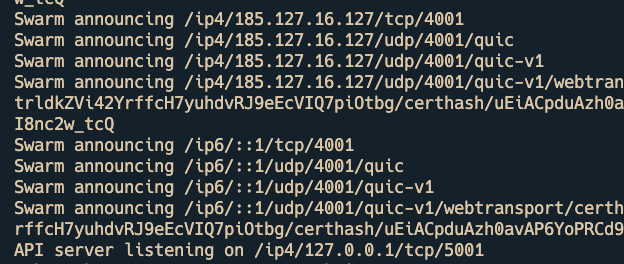 w_tcQ
Swarm announcing /ip4/185.127.16.127/tcp/4001
Swarm announcing /ip4/185.127.16.127/udp/4001/quic
Swarm announcing /ip4/185.127.16.127/udp/4001/quic-v1
Swarm announcing /ip4/185.127.16.127/udp/4001/quic-v1/webtran
trldkZVi42YrffcH7yuhdvRJ9eEcVIQ7piOtbg/certhash/uEiACpduAzh0a
I8nc2w_tcQ
Swarm announcing /ip6/::1/tcp/4001
Swarm announcing /ip6/::1/udp/4001/quic
Swarm announcing /ip6/::1/udp/4001/quic-v1
Swarm announcing /ip6/::1/udp/4001/quic-v1/webtransport/certh
rffcH7yuhdvRJ9eEcVIQ7piOtbg/certhash/uEiACpduAzh0avAP6YoPRCd9
API server listening on /ip4/127.0.0.1/tcp/5001